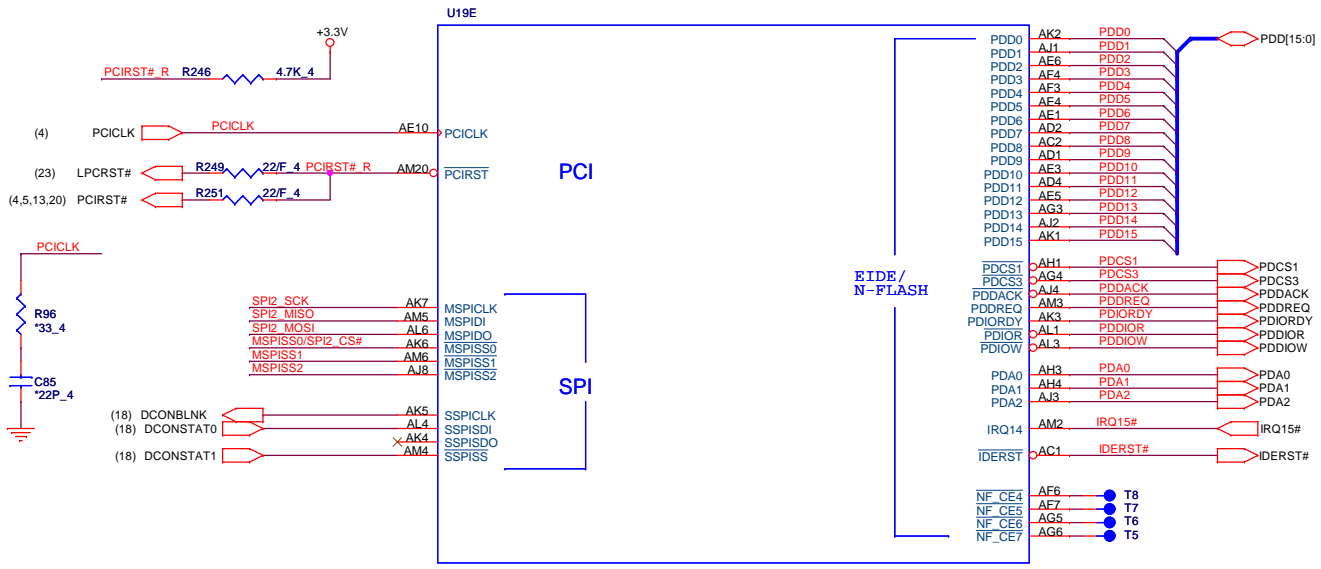 U19E
+3.3V
PCIRST#_R R246 4.7K_4
(4) PCICLK PCICLK AE10 PCICLK
(23) LPCRST# R249 22/F_4 PCIRST#_R AM20 PCIRST
(4,5,13,20) PCIRST# R251 22/F_4
PCI
PCICLK
R96
*33_4
C85
*22P_4
SPI2_SCK AK7 MSPICLK
SPI2_MISO AM5 MSPIDI
SPI2_MOSI AL6 MSPIDO
MSPISS0/SPI2_CS# AK6 MSPISS0
MSPISS1 AM6 MSPISS1
MSPISS2 AJ8 MSPISS2
SPI
(18) DCONBLNK AK5 SSPICLK
(18) DCONSTAT0 AL4 SSPISDI
AK4 SSPISDO
(18) DCONSTAT1 AM4 SSPISS
EIDE/
N-FLASH
PDD0 AK2 PDD0
PDD1 AJ1 PDD1
PDD2 AE6 PDD2
PDD3 AF4 PDD3
PDD4 AF3 PDD4
PDD5 AE4 PDD5
PDD6 AE1 PDD6
PDD7 AD2 PDD7
PDD8 AC2 PDD8
PDD9 AD1 PDD9
PDD10 AE3 PDD10
PDD11 AD4 PDD11
PDD12 AE5 PDD12
PDD13 AG3 PDD13
PDD14 AJ2 PDD14
PDD15 AK1 PDD15
PDD[15:0]
PDCS1 AH1 PDCS1 PDCS1
PDCS3 AG4 PDCS3 PDCS3
PDDACK AJ4 PDDACK PDDACK
PDDREQ AM3 PDDREQ PDDREQ
PDIORDY AK3 PDIORDY PDIORDY
PDIOR AL1 PDDIOR PDDIOR
PDIOW AL3 PDDIOW PDDIOW
PDA0 AH3 PDA0 PDA0
PDA1 AH4 PDA1 PDA1
PDA2 AJ3 PDA2 PDA2
IRQ14 AM2 IRQ15# IRQ15#
IDERST AC1 IDERST# IDERST#
NF_CE4 AF6 T8
NF_CE5 AF7 T7
NF_CE6 AG5 T6
NF_CE7 AG6 T5